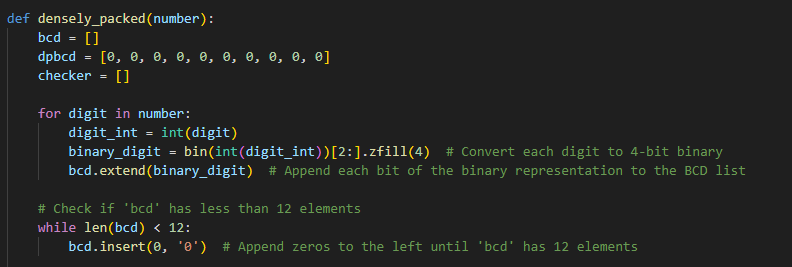 def densely_packed(number):
    bcd = []
    dpbcd = [0, 0, 0, 0, 0, 0, 0, 0, 0, 0]
    checker = []

    for digit in number:
        digit_int = int(digit)
        binary_digit = bin(int(digit_int))[2:].zfill(4)  # Convert each digit to 4-bit binary
        bcd.extend(binary_digit)  # Append each bit of the binary representation to the BCD list

    # Check if 'bcd' has less than 12 elements
    while len(bcd) < 12:
        bcd.insert(0, '0')  # Append zeros to the left until 'bcd' has 12 elements